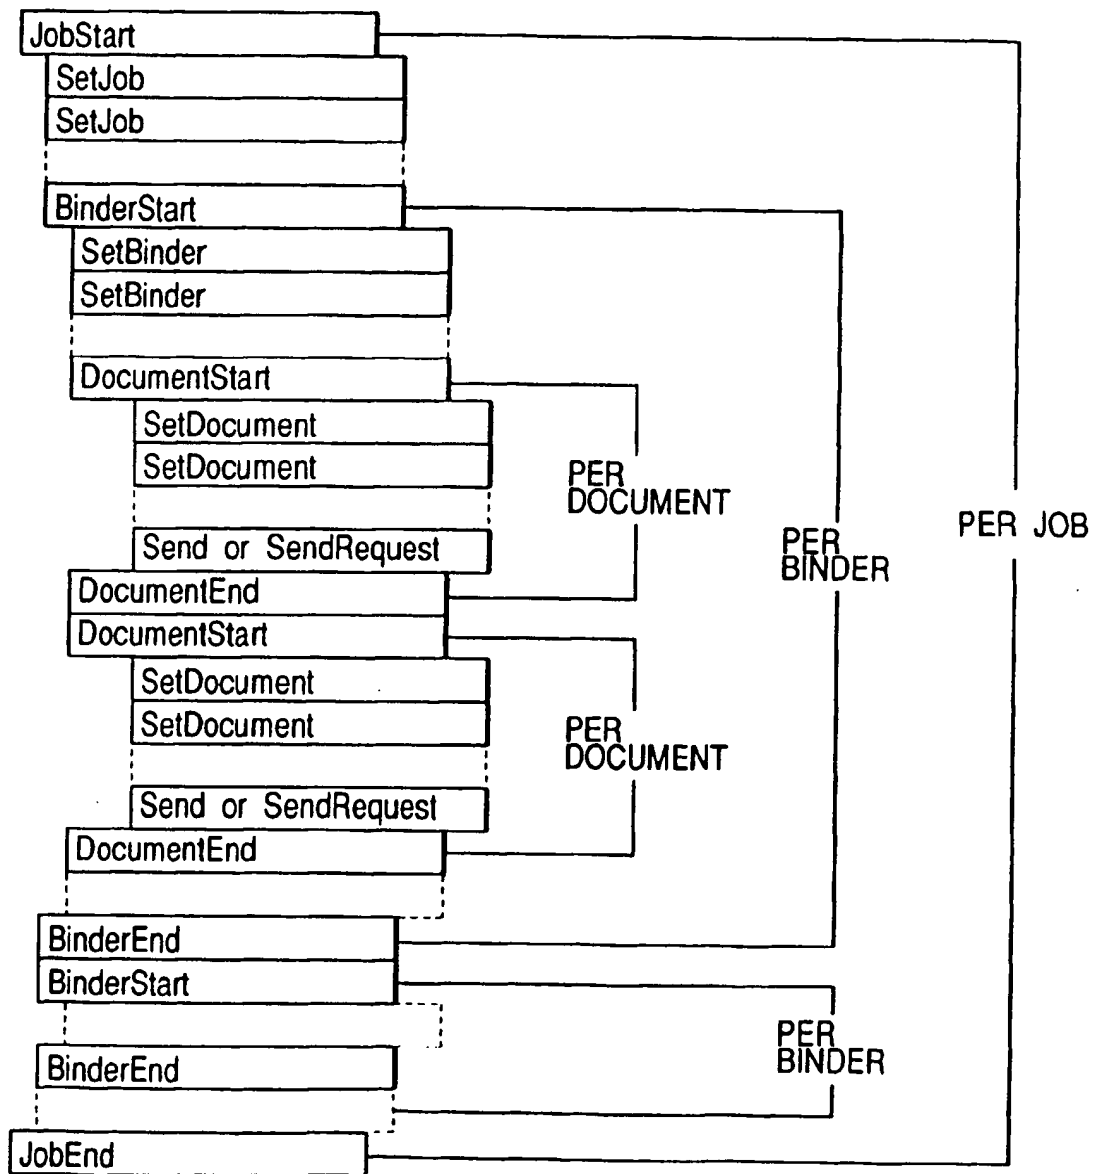 JobStart
SetJob
SetJob
BinderStart
SetBinder
SetBinder
DocumentStart
SetDocument
SetDocument
PER
DOCUMENT
PER JOB
Send or SendRequest
PER
BINDER
DocumentEnd
DocumentStart
SetDocument
SetDocument
PER
DOCUMENT
Send or SendRequest
DocumentEnd
BinderEnd
BinderStart
PER
BINDER
BinderEnd
JobEnd